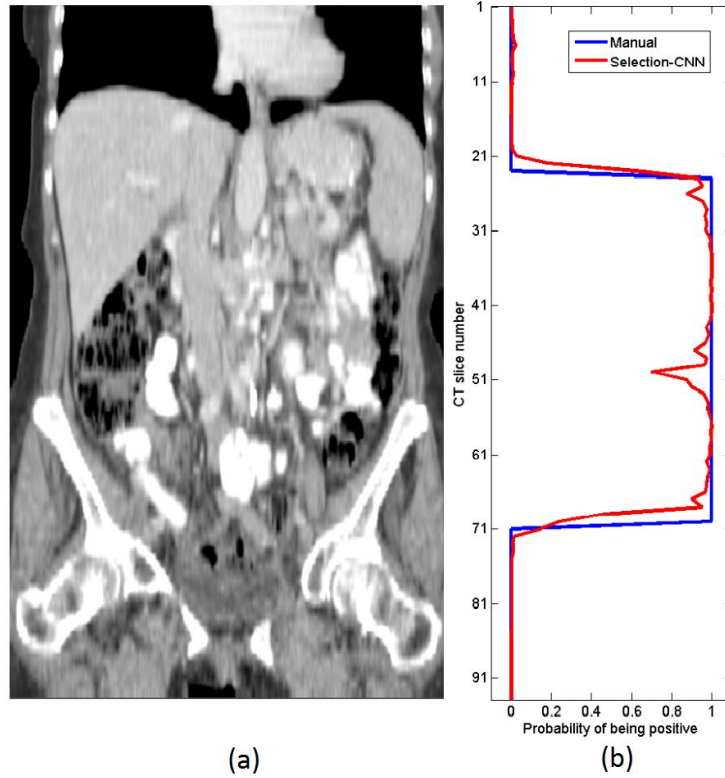 Manual
Selection-CNN
CT slice number
1
11
21
31
41
51
61
71
81
91
0 0.2 0.4 0.6 0.8 1
Probability of being positive
(a) (b)